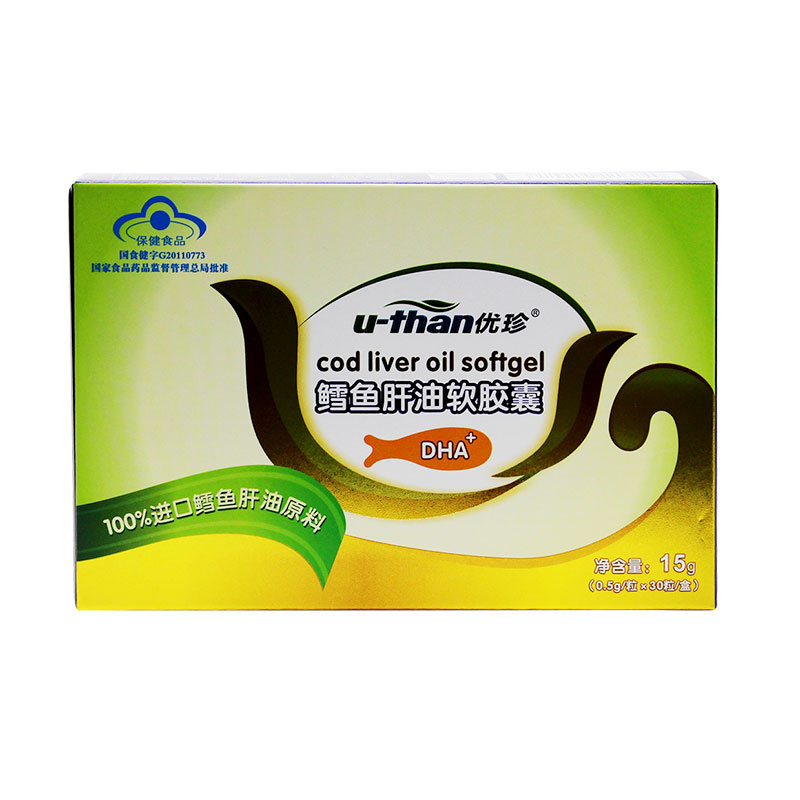 保健食品
国食健字G20110773
国家食品药品监督管理总局批准
u-than优珍®
cod liver oil softgel
鳕鱼肝油软胶囊
DHA+
100%进口鳕鱼肝油原料
净含量：15g
（0.5g/粒×30粒/盒）